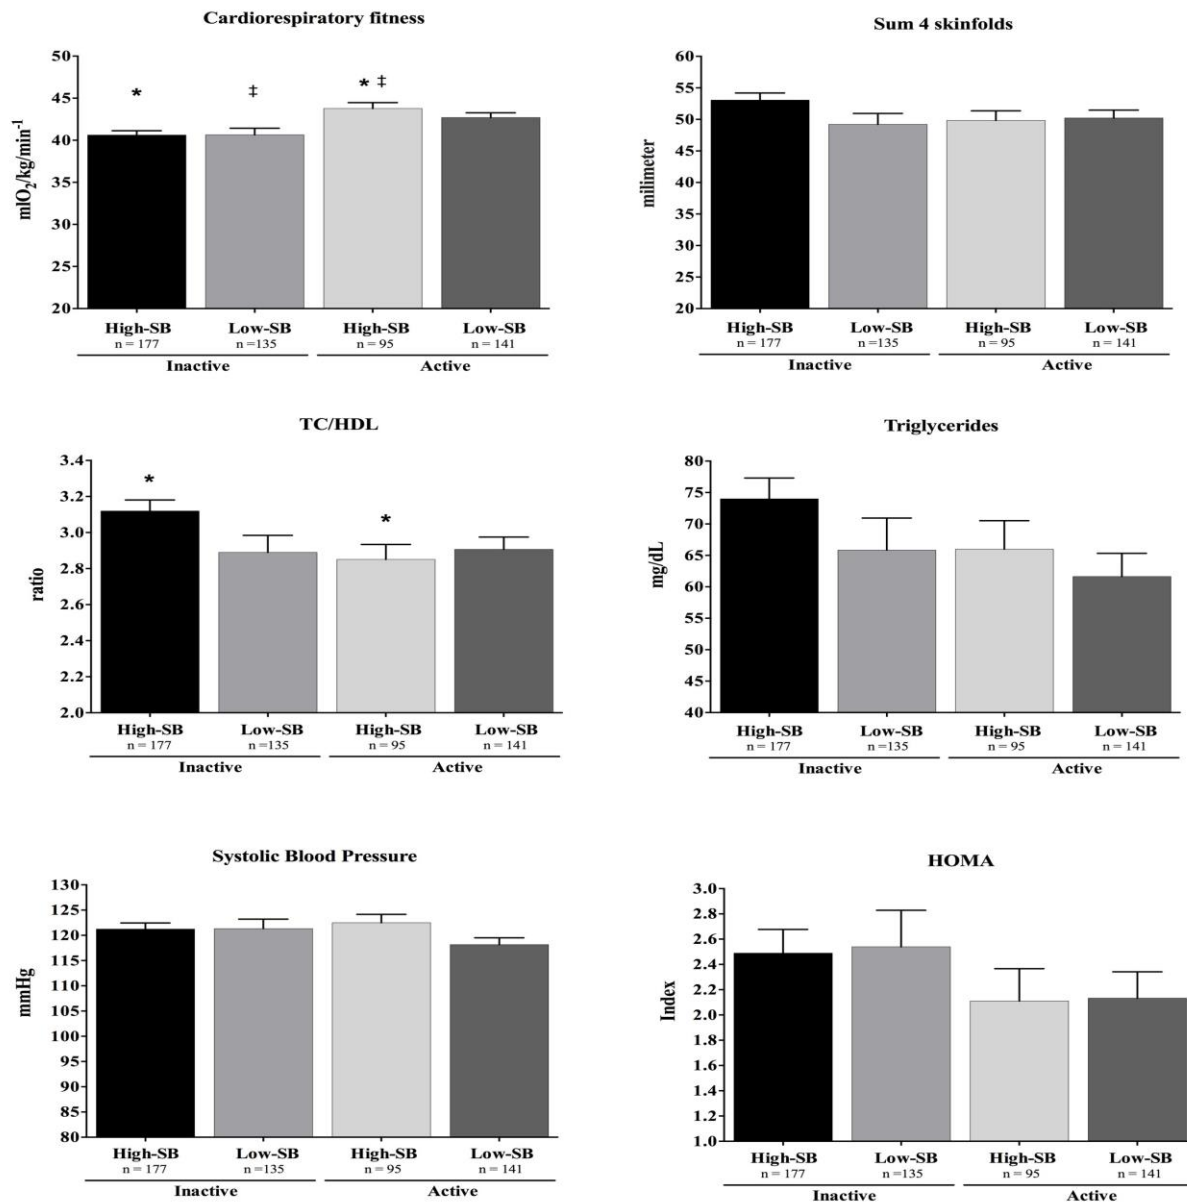 Cardiorespiratory fitness
mlO₂/kg/min⁻¹
50
45
40
35
30
25
20
* ‡ * ‡
High-SB Low-SB High-SB Low-SB
n = 177 n =135 n = 95 n = 141
Inactive Active
Sum 4 skinfolds
milimeter
60
55
50
45
40
35
30
25
20
High-SB Low-SB High-SB Low-SB
n = 177 n =135 n = 95 n = 141
Inactive Active
TC/HDL
ratio
3.4
3.2
3.0
2.8
2.6
2.4
2.2
2.0
* *
High-SB Low-SB High-SB Low-SB
n = 177 n =135 n = 95 n = 141
Inactive Active
Triglycerides
mg/dL
80
75
70
65
60
55
50
45
40
High-SB Low-SB High-SB Low-SB
n = 177 n =135 n = 95 n = 141
Inactive Active
Systolic Blood Pressure
mmHg
130
125
120
115
110
105
100
95
90
85
80
High-SB Low-SB High-SB Low-SB
n = 177 n =135 n = 95 n = 141
Inactive Active
HOMA
Index
3.0
2.8
2.6
2.4
2.2
2.0
1.8
1.6
1.4
1.2
1.0
High-SB Low-SB High-SB Low-SB
n = 177 n =135 n = 95 n = 141
Inactive Active